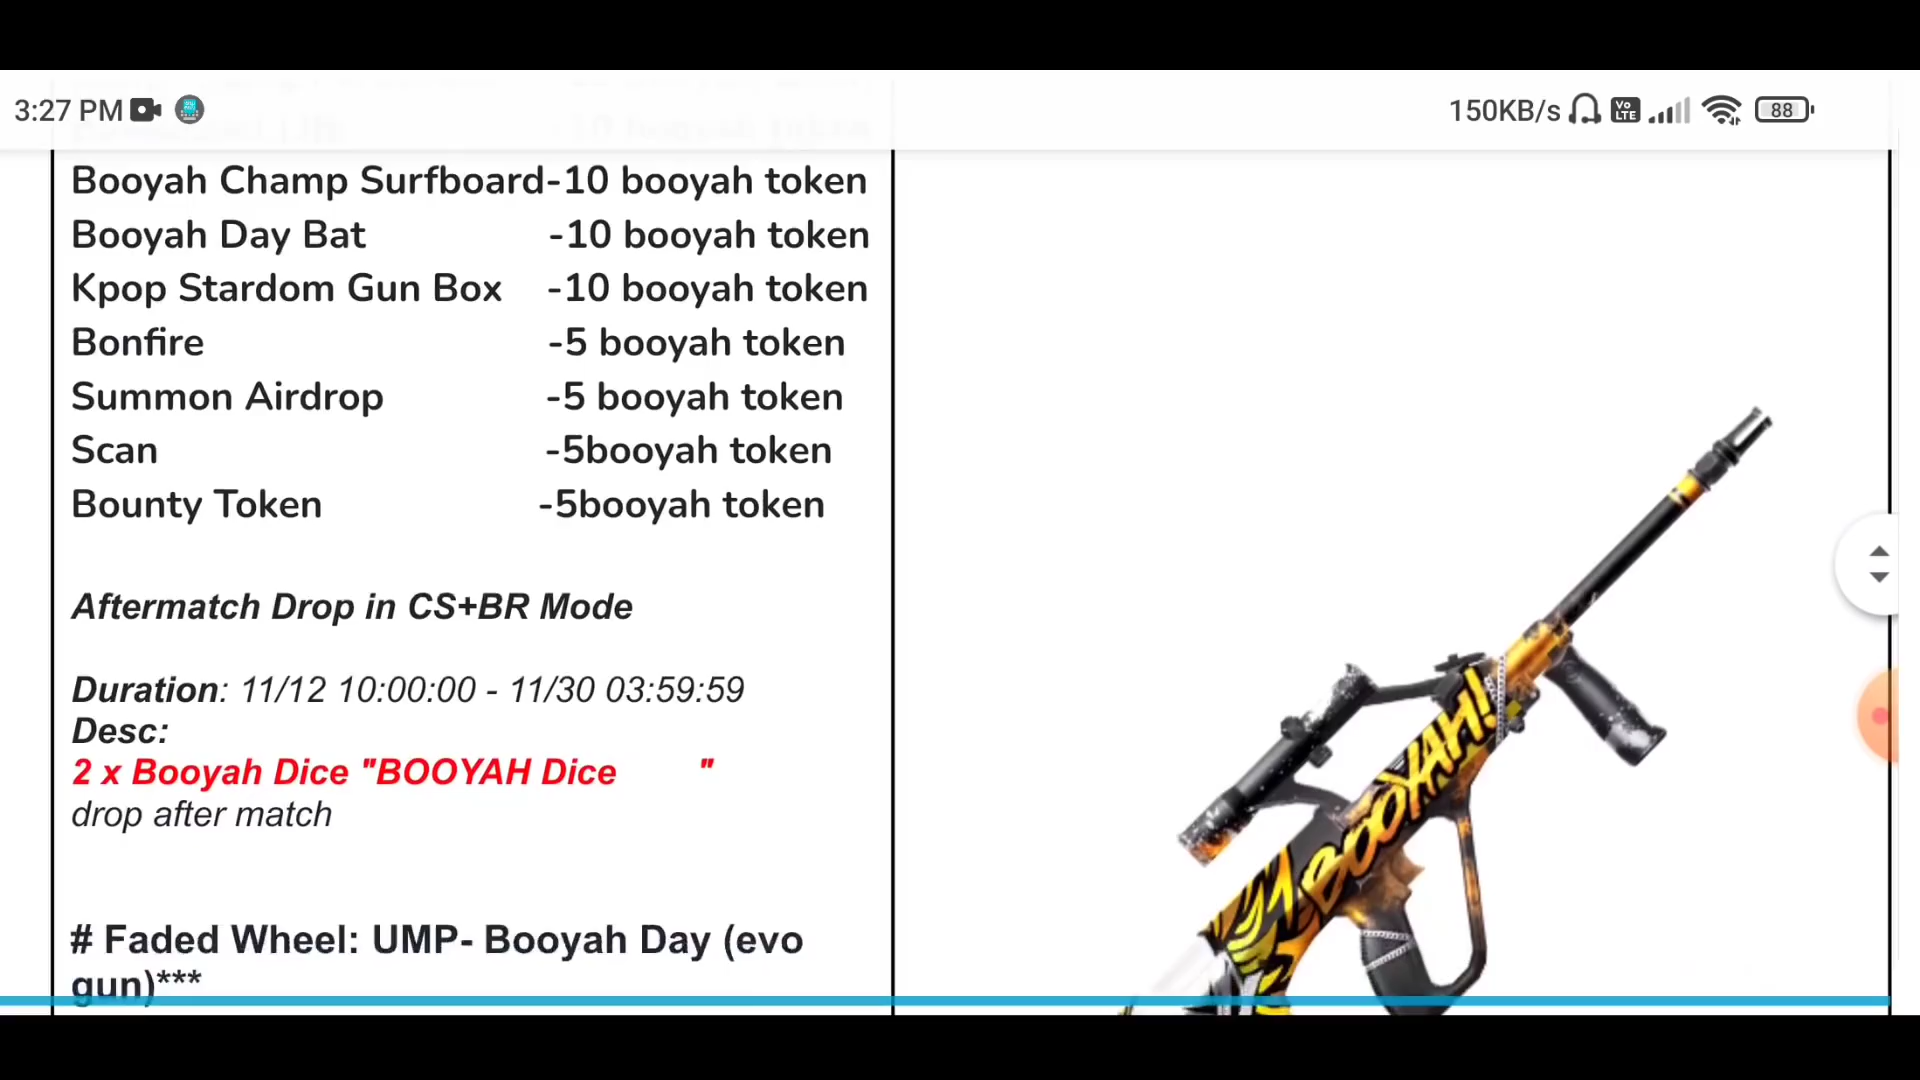 3:27 PM
150KB/s Vo LTE 88
Booyah Champ Surfboard-10 booyah token
Booyah Day Bat -10 booyah token
Kpop Stardom Gun Box -10 booyah token
Bonfire -5 booyah token
Summon Airdrop -5 booyah token
Scan -5booyah token
Bounty Token -5booyah token
Aftermatch Drop in CS+BR Mode
Duration: 11/12 10:00:00 - 11/30 03:59:59
Desc:
2 x Booyah Dice "BOOYAH Dice "
drop after match
# Faded Wheel: UMP- Booyah Day (evo
gun)***
BOOYAH!